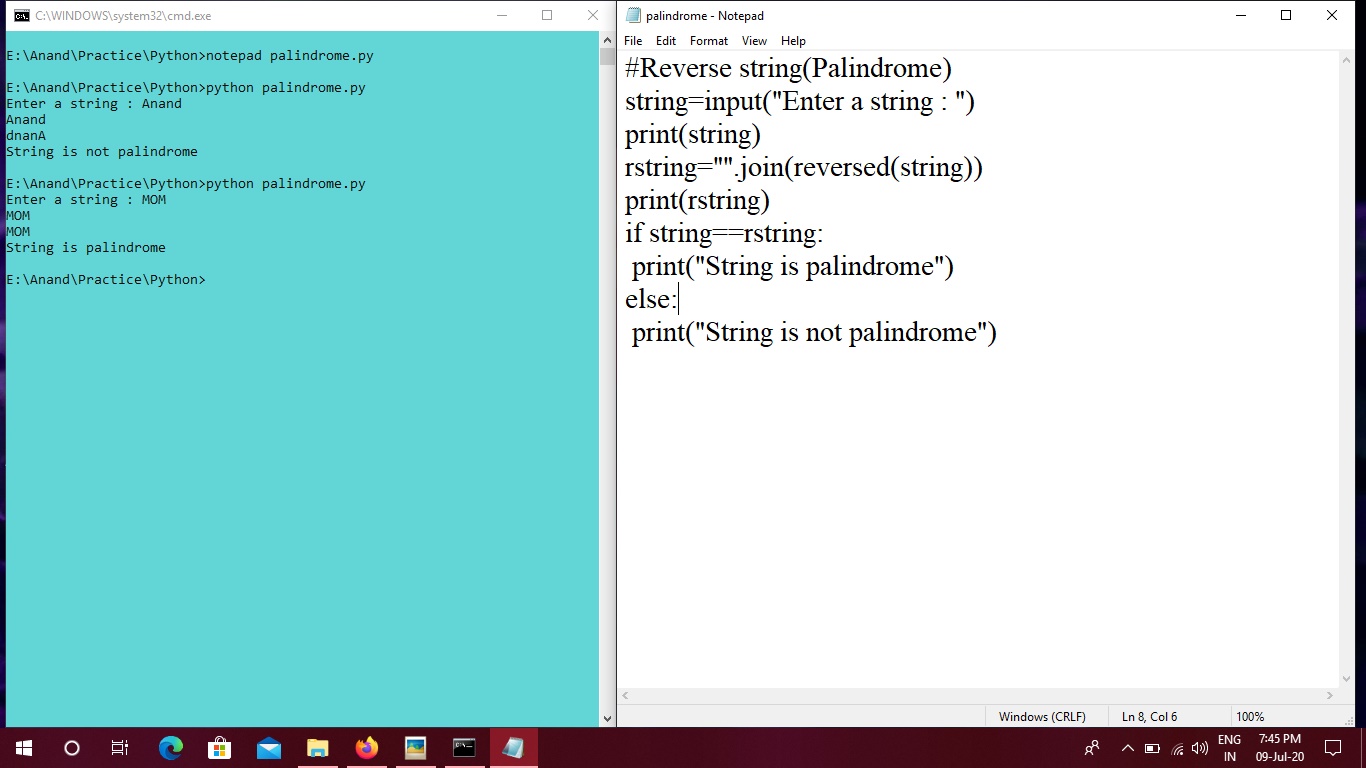 C:\WINDOWS\system32\cmd.exe
E:\Anand\Practice\Python>notepad palindrome.py
E:\Anand\Practice\Python>python palindrome.py
Enter a string : Anand
Anand
dnanA
String is not palindrome
E:\Anand\Practice\Python>python palindrome.py
Enter a string : MOM
MOM
MOM
String is palindrome
E:\Anand\Practice\Python>
palindrome - Notepad
File Edit Format View Help
#Reverse string(Palindrome)
string=input("Enter a string : ")
print(string)
rstring="".join(reversed(string))
print(rstring)
if string==rstring:
 print("String is palindrome")
else:
 print("String is not palindrome")
Windows (CRLF) Ln 8, Col 6 100%
ENG 7:45 PM
IN 09-Jul-20